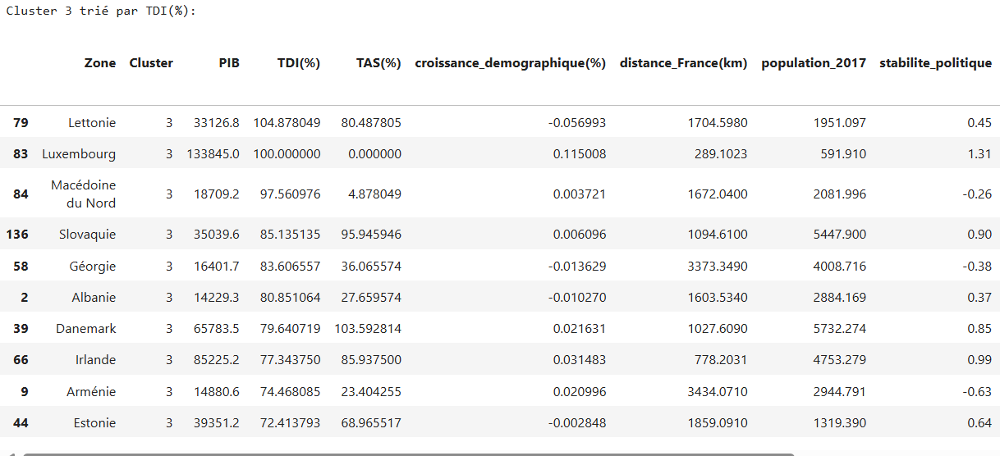 Cluster 3 trié par TDI(%):
Zone Cluster PIB TDI(%) TAS(%) croissance_demographique(%) distance_France(km) population_2017 stabilite_politique
79 Lettonie 3 33126.8 104.878049 80.487805 -0.056993 1704.5980 1951.097 0.45
83 Luxembourg 3 133845.0 100.000000 0.000000 0.115008 289.1023 591.910 1.31
84 Macédoine du Nord 3 18709.2 97.560976 4.878049 0.003721 1672.0400 2081.996 -0.26
136 Slovaquie 3 35039.6 85.135135 95.945946 0.006096 1094.6100 5447.900 0.90
58 Géorgie 3 16401.7 83.606557 36.065574 -0.013629 3373.3490 4008.716 -0.38
2 Albanie 3 14229.3 80.851064 27.659574 -0.010270 1603.5340 2884.169 0.37
39 Danemark 3 65783.5 79.640719 103.592814 0.021631 1027.6090 5732.274 0.85
66 Irlande 3 85225.2 77.343750 85.937500 0.031483 778.2031 4753.279 0.99
9 Arménie 3 14880.6 74.468085 23.404255 0.020996 3434.0710 2944.791 -0.63
44 Estonie 3 39351.2 72.413793 68.965517 -0.002848 1859.0910 1319.390 0.64